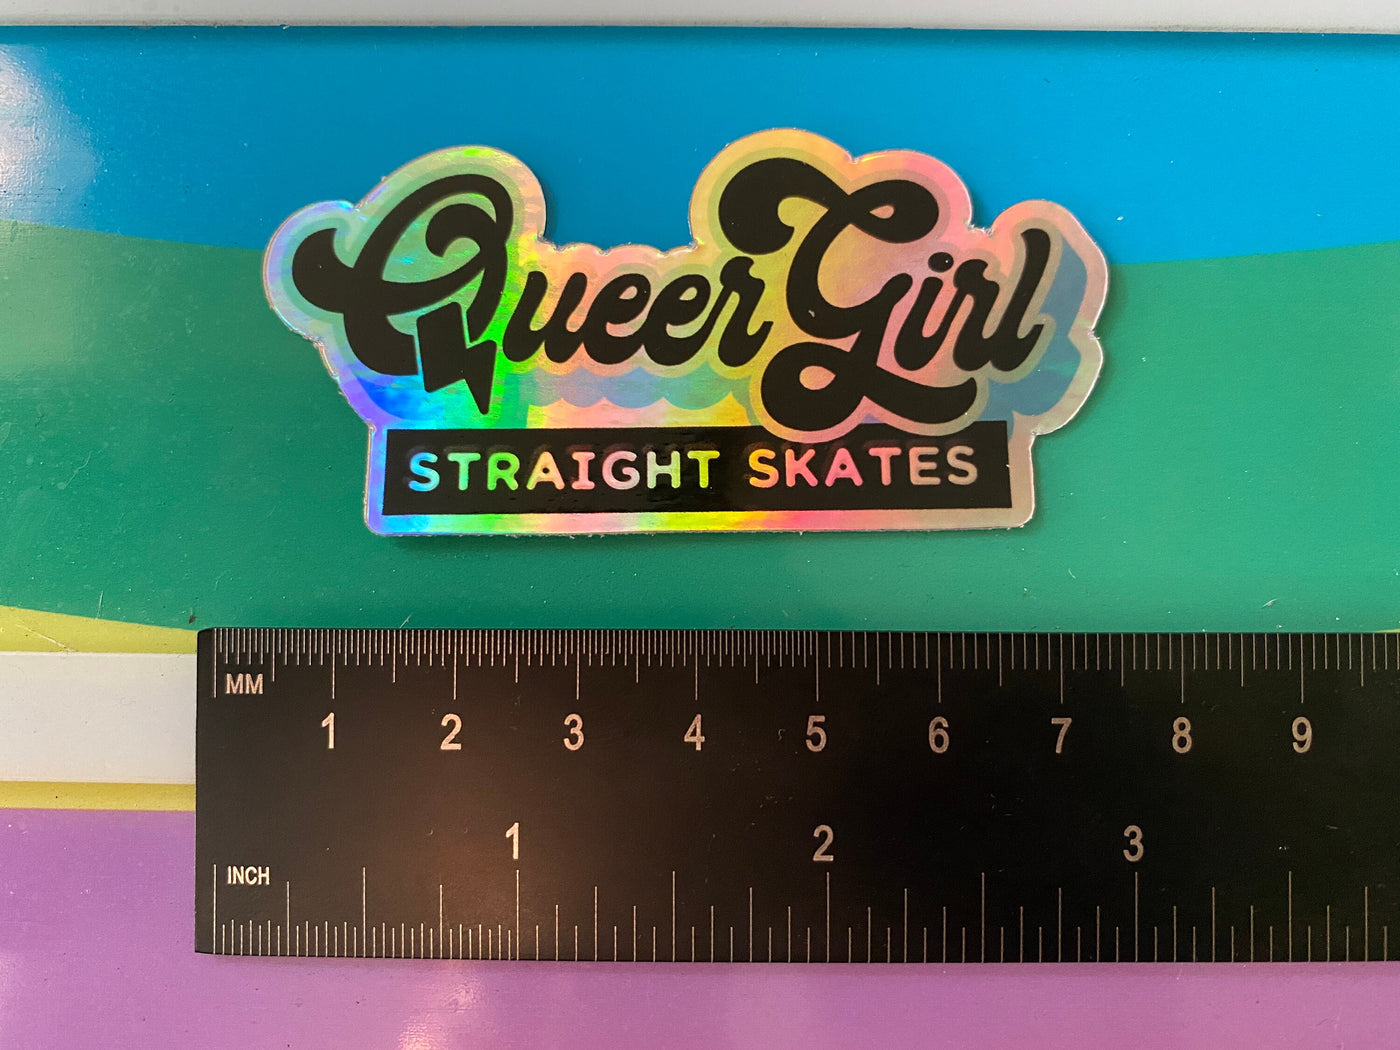 Queer Girl
STRAIGHT SKATES
MM
1 2 3 4 5 6 7 8 9
1 2 3
INCH